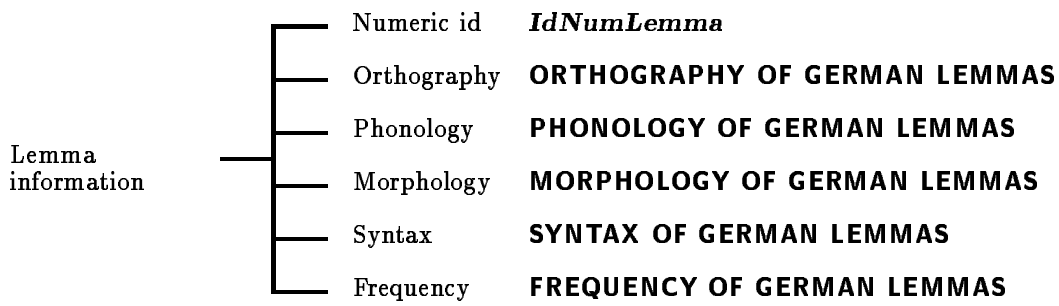 Numeric id IdNumLemma
Orthography ORTHOGRAPHY OF GERMAN LEMMAS
Phonology PHONOLOGY OF GERMAN LEMMAS
Lemma
information
Morphology MORPHOLOGY OF GERMAN LEMMAS
Syntax SYNTAX OF GERMAN LEMMAS
Frequency FREQUENCY OF GERMAN LEMMAS